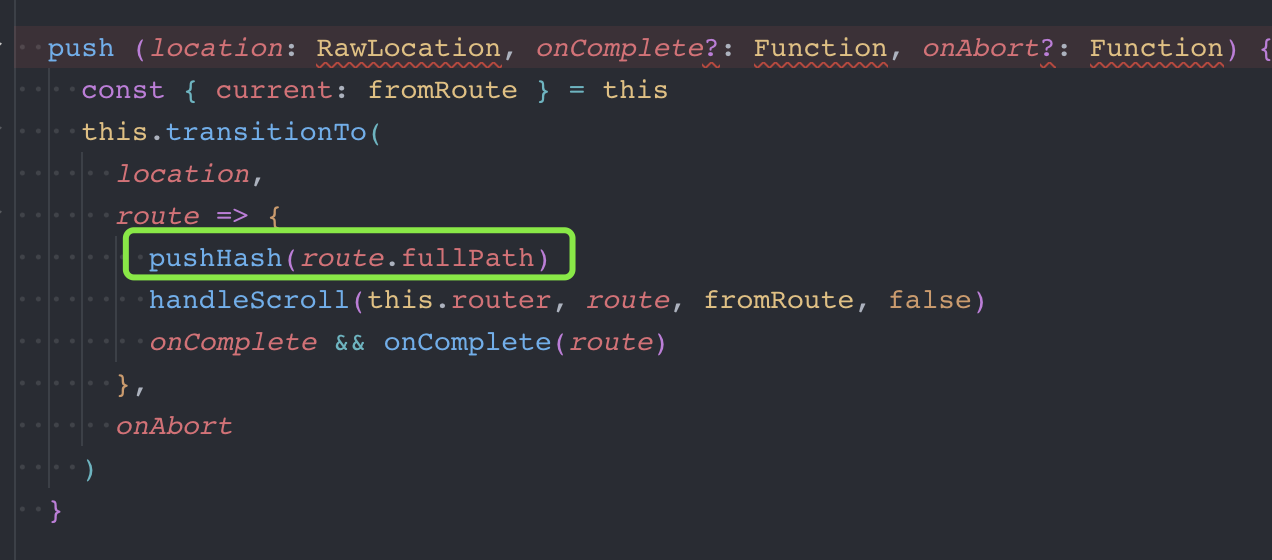 push (location: RawLocation, onComplete?: Function, onAbort?: Function) {
const { current: fromRoute } = this
this.transitionTo(
location,
route => {
pushHash(route.fullPath)
handleScroll(this.router, route, fromRoute, false)
onComplete && onComplete(route)
},
onAbort
)
}